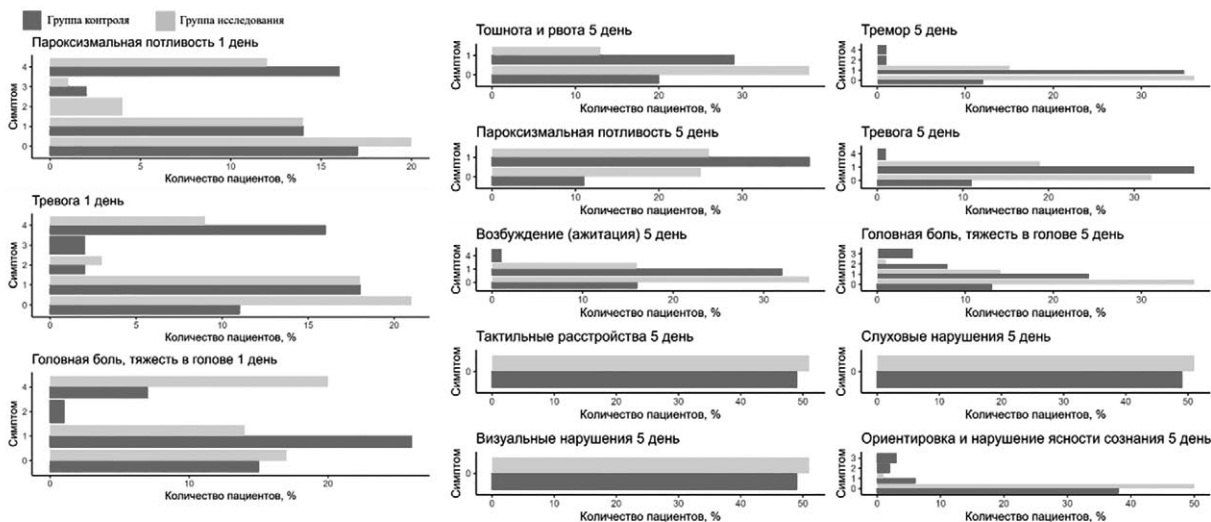 Группа контроля
Группа исследования
Пароксизмальная потливость 1 день
Симптом
4
3
2
1
0
0
5
10
15
20
Количество пациентов, %
Тревога 1 день
Симптом
4
3
2
1
0
0
5
10
15
20
Количество пациентов, %
Головная боль, тяжесть в голове 1 день
Симптом
4
2
1
0
0
10
20
Количество пациентов, %
Тошнота и рвота 5 день
Симптом
1
0
0
10
20
30
Количество пациентов, %
Пароксизмальная потливость 5 день
Симптом
1
0
0
10
20
30
Количество пациентов, %
Возбуждение (ажитация) 5 день
Симптом
4
1
0
0
10
20
30
Количество пациентов, %
Тактильные расстройства 5 день
Симптом
0
0
10
20
30
40
50
Количество пациентов, %
Визуальные нарушения 5 день
Симптом
0
0
10
20
30
40
50
Количество пациентов, %
Тремор 5 день
Симптом
4
2
1
0
0
10
20
30
Количество пациентов, %
Тревога 5 день
Симптом
4
1
0
0
10
20
30
Количество пациентов, %
Головная боль, тяжесть в голове 5 день
Симптом
3
2
1
0
0
10
20
30
Количество пациентов, %
Слуховые нарушения 5 день
Симптом
0
0
10
20
30
40
50
Количество пациентов, %
Ориентировка и нарушение ясности сознания 5 день
Симптом
3
2
1
0
0
10
20
30
40
50
Количество пациентов, %